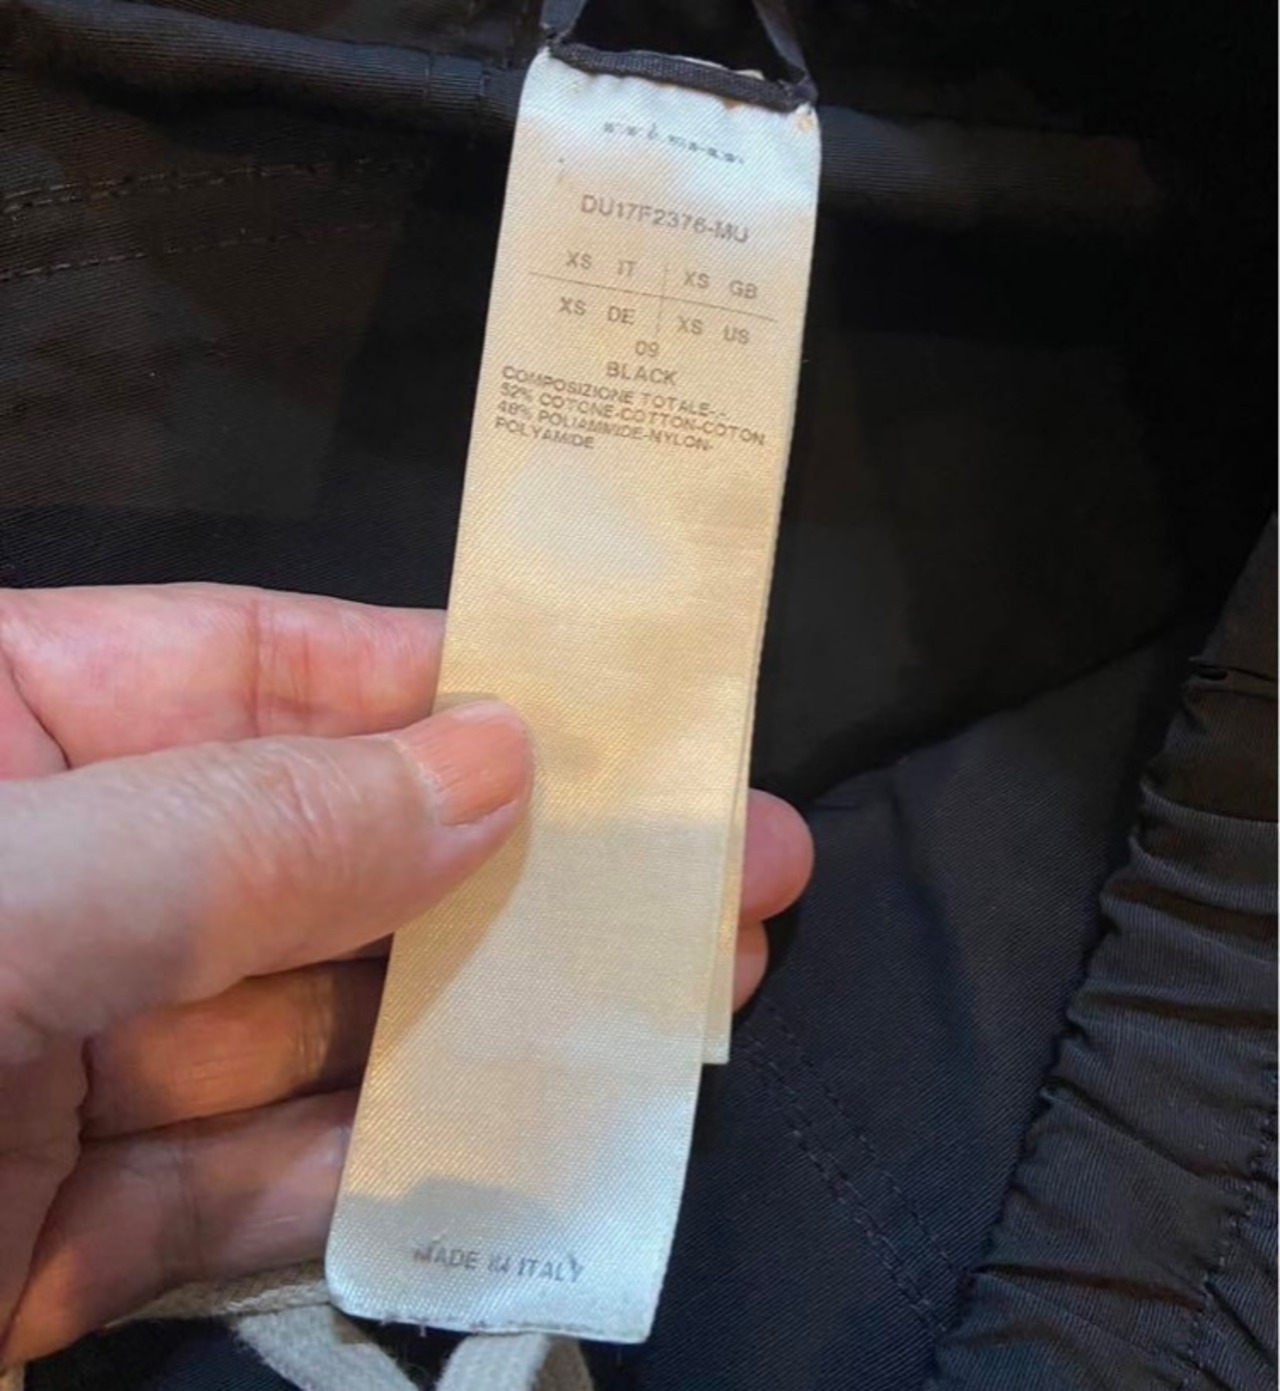 DU17F2376-MU
XS IT XS GB
XS DE XS US
09
BLACK
COMPOSIZIONE TOTALE-.-
52% COTONE-COTTON-COTON
48% POLIAMMIDE-NYLON-
POLYAMIDE
MADE IN ITALY